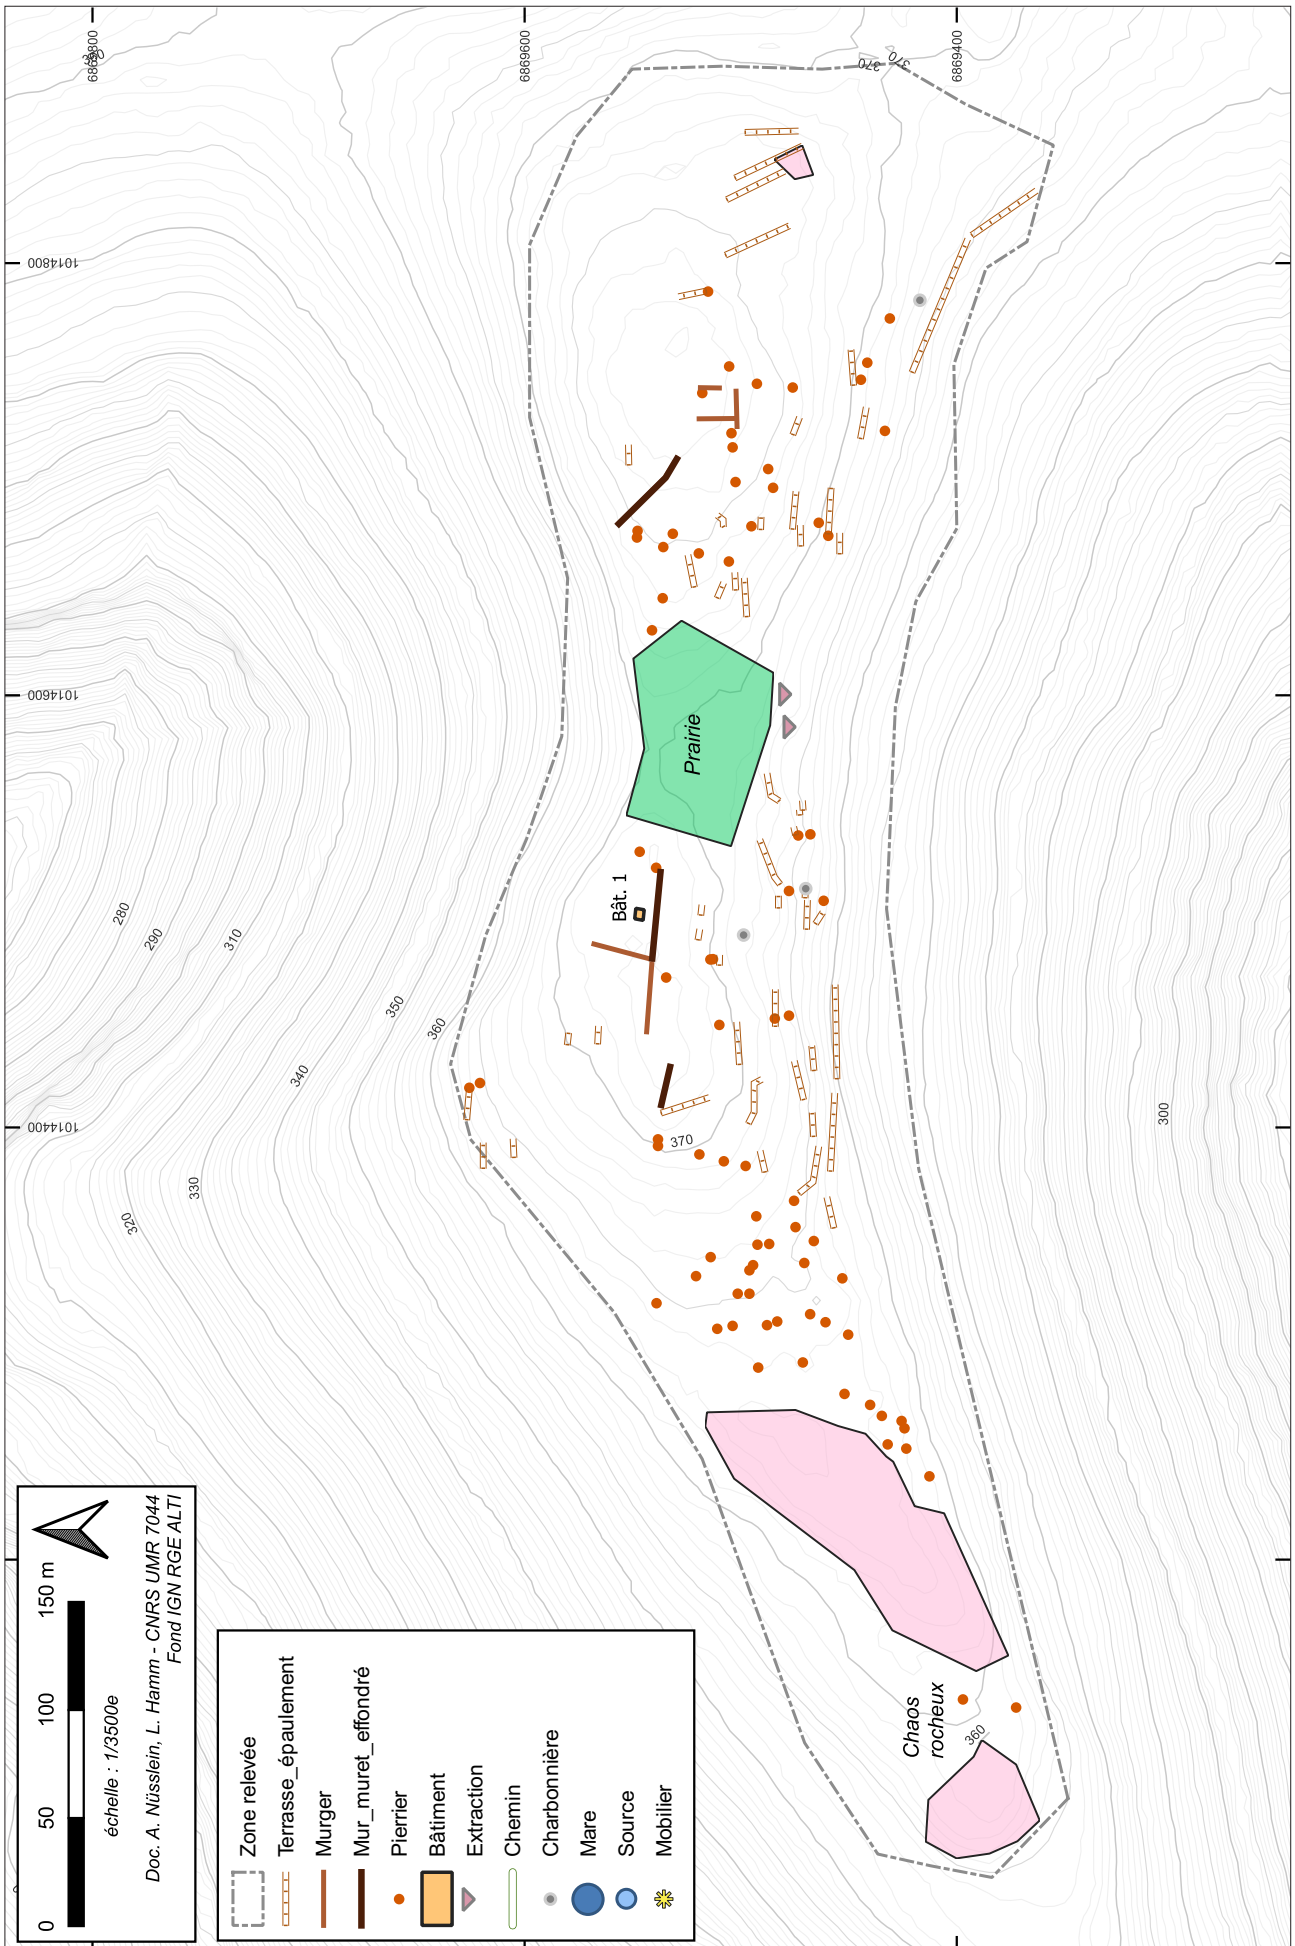 6869800
6869600
6869400
360
370
370
1014800
1014600
1014400
280
290
310
350
360
340
330
320
300
370
360
Prairie
Bât. 1
Chaos
rocheux
0 50 100 150 m
échelle : 1/3500e
Doc. A. Nüsslein, L. Hamm - CNRS UMR 7044
Fond IGN RGE ALTI
Zone relevée
Terrasse_épaulement
Murger
Mur_muret_effondré
Pierrier
Bâtiment
Extraction
Chemin
Charbonnière
Mare
Source
Mobilier